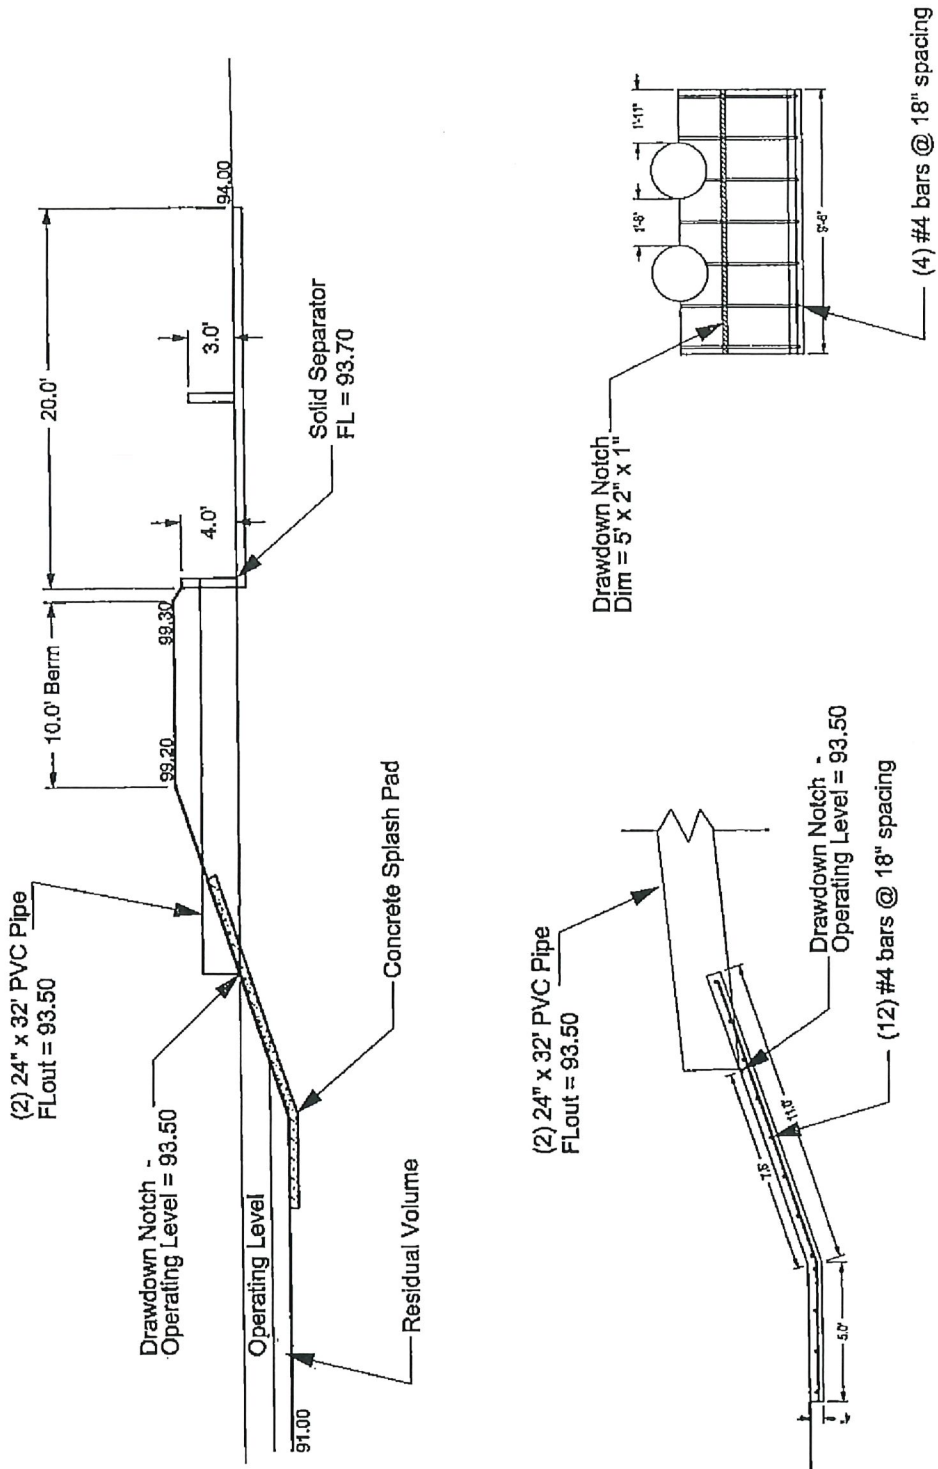 (2) 24" x 32' PVC Pipe
FLout = 93.50
10.0' Berm
20.0'
99.20
99.30
4.0'
3.0'
94.00
Solid Separator
FL = 93.70
Drawdown Notch -
Operating Level = 93.50
Operating Level
91.00
Residual Volume
Concrete Splash Pad
(2) 24" x 32' PVC Pipe
FLout = 93.50
Drawdown Notch -
Operating Level = 93.50
(12) #4 bars @ 18" spacing
11.0'
5.0'
Drawdown Notch
Dim = 5' x 2" x 1"
1'-11"
9'-6"
(4) #4 bars @ 18" spacing